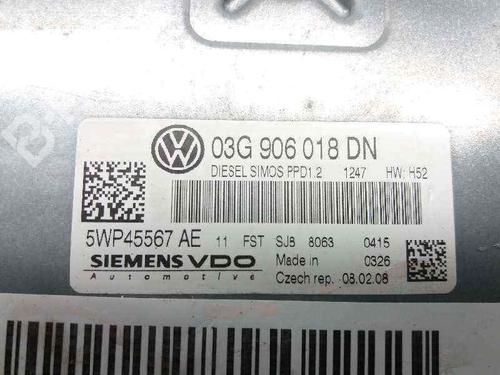 03G 906 018 DN
DIESEL SIMOS PPD1.2 1247 HW: H52
5WP45567 AE 11 FST SJB 8063 0415
SIEMENS VDO Made in 0326
Automotive Czech rep. 08.02.08